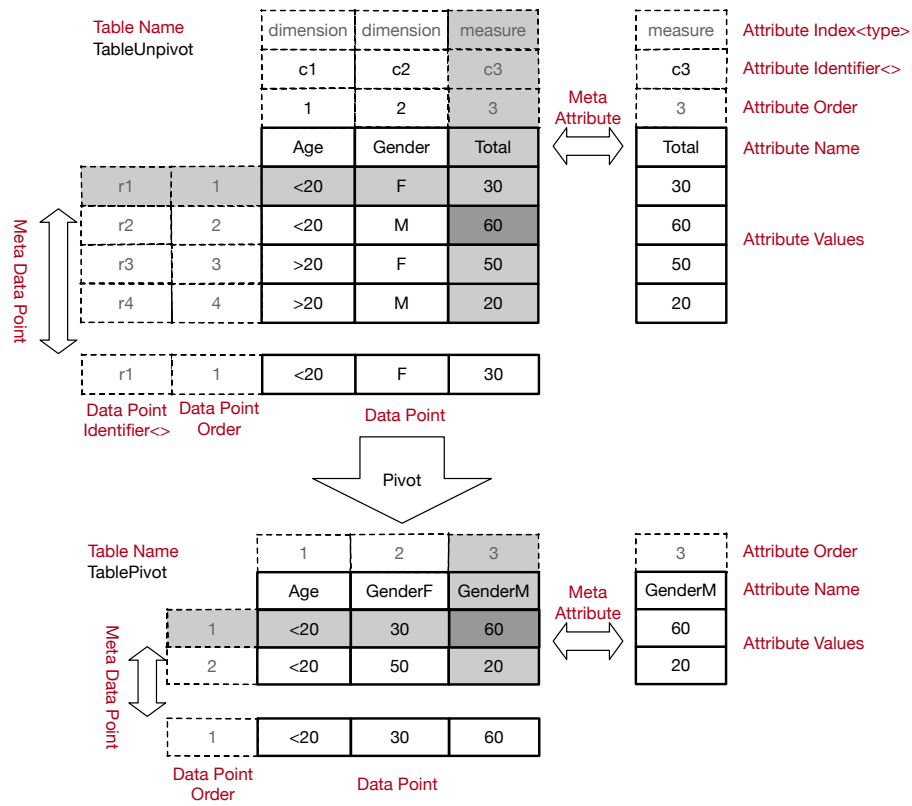 Table Name
TableUnpivot
dimension dimension measure
measure
Attribute Index<type>
c1 c2 c3
c3
Attribute Identifier<>
1 2 3
Meta
Attribute
3
Attribute Order
Age Gender Total
Total
Attribute Name
r1 1 <20 F 30
30
r2 2 <20 M 60
60
Attribute Values
r3 3 >20 F 50
50
r4 4 >20 M 20
20
Meta Data Point
r1 1 <20 F 30
Data Point
Identifier<>
Data Point
Order
Data Point
Pivot
Table Name
TablePivot
1 2 3
3
Attribute Order
Age GenderF GenderM
Meta
Attribute
GenderM
Attribute Name
1 <20 30 60
60
Attribute Values
2 <20 50 20
20
Meta Data Point
1 <20 30 60
Data Point
Order
Data Point